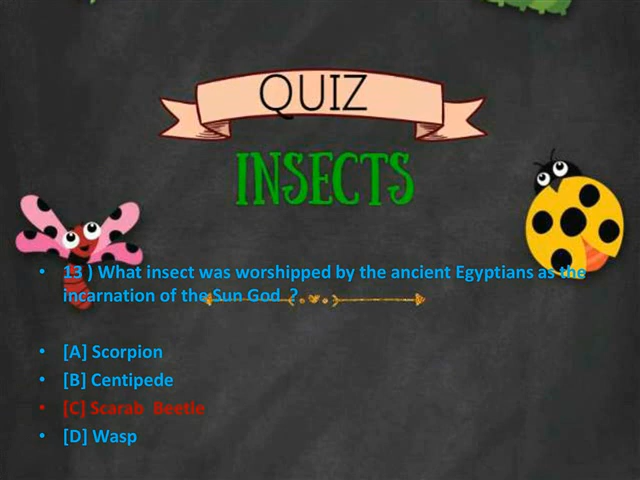 QUIZ
INSECTS
• 13 ) What insect was worshipped by the ancient Egyptians as the
incarnation of the Sun God  ?
• [A] Scorpion
• [B] Centipede
• [C] Scarab  Beetle
• [D] Wasp